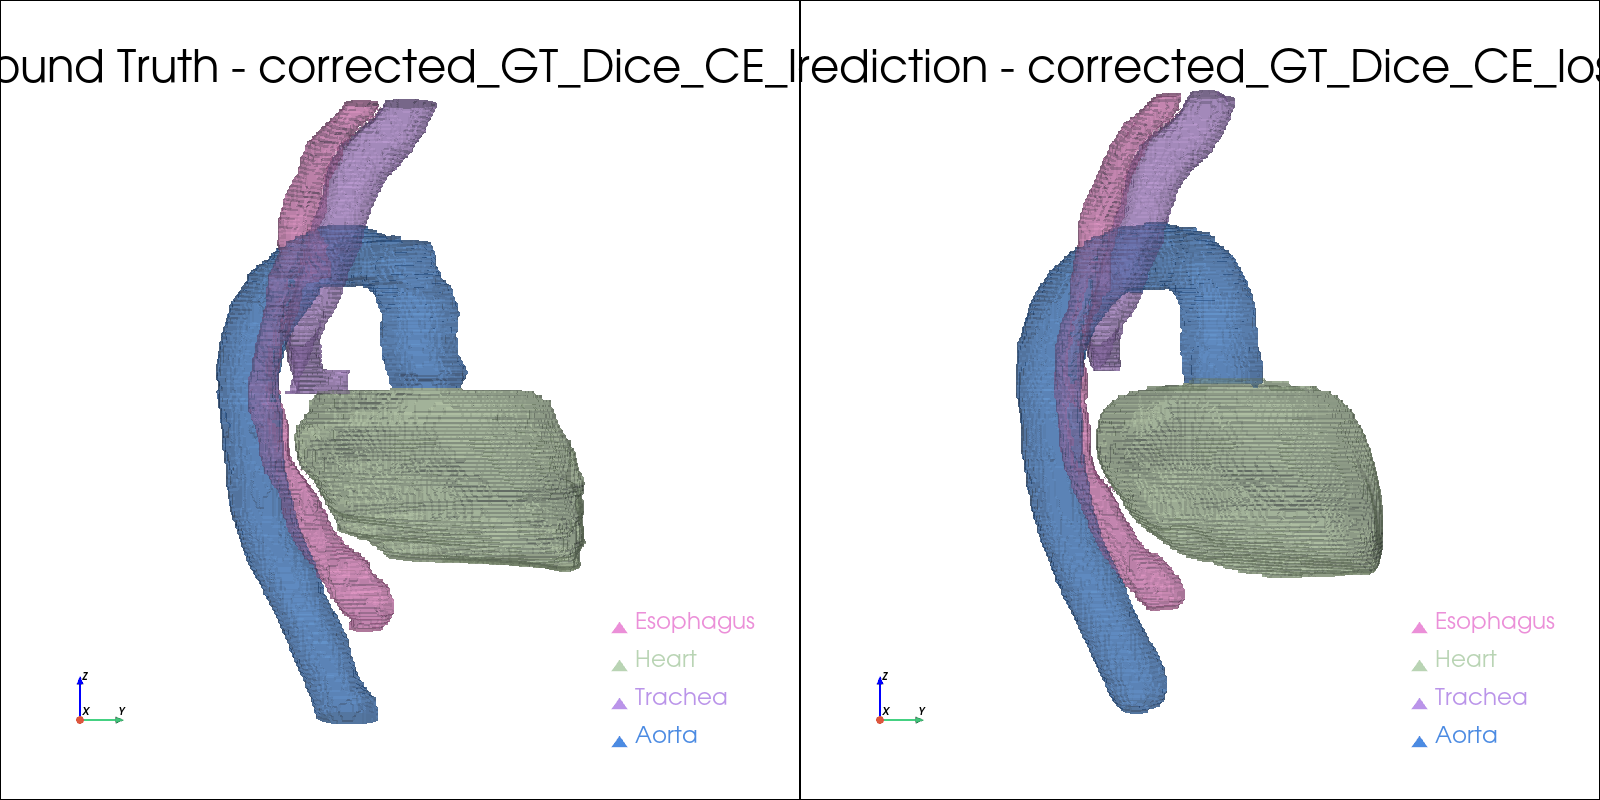 ound Truth - corrected_GT_Dice_CE_l
rediction - corrected_GT_Dice_CE_los
Esophagus
Heart
Trachea
Aorta
Z
X Y
Esophagus
Heart
Trachea
Aorta
Z
X Y